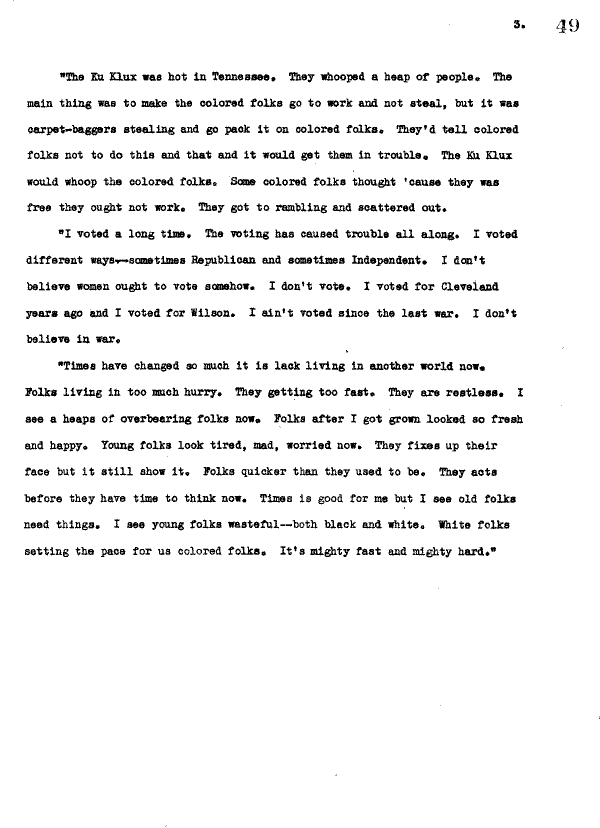 3. 49
"The Ku Klux was hot in Tennessee. They whooped a heap of people. The
main thing was to make the colored folks go to work and not steal, but it was
carpet-baggers stealing and go pack it on colored folks. They'd tell colored
folks not to do this and that and it would get them in trouble. The Ku Klux
would whoop the colored folks. Some colored folks thought 'cause they was
free they ought not work. They got to rambling and scattered out.
"I voted a long time. The voting has caused trouble all along. I voted
different ways--sometimes Republican and sometimes Independent. I don't
believe women ought to vote somehow. I don't vote. I voted for Cleveland
years ago and I voted for Wilson. I ain't voted since the last war. I don't
believe in war.
"Times have changed so much it is lack living in another world now.
Folks living in too much hurry. They getting too fast. They are restless. I
see a heaps of overbearing folks now. Folks after I got grown looked so fresh
and happy. Young folks look tired, mad, worried now. They fixes up their
face but it still show it. Folks quicker than they used to be. They acts
before they have time to think now. Times is good for me but I see old folks
need things. I see young folks wasteful--both black and white. White folks
setting the pace for us colored folks. It's mighty fast and mighty hard."